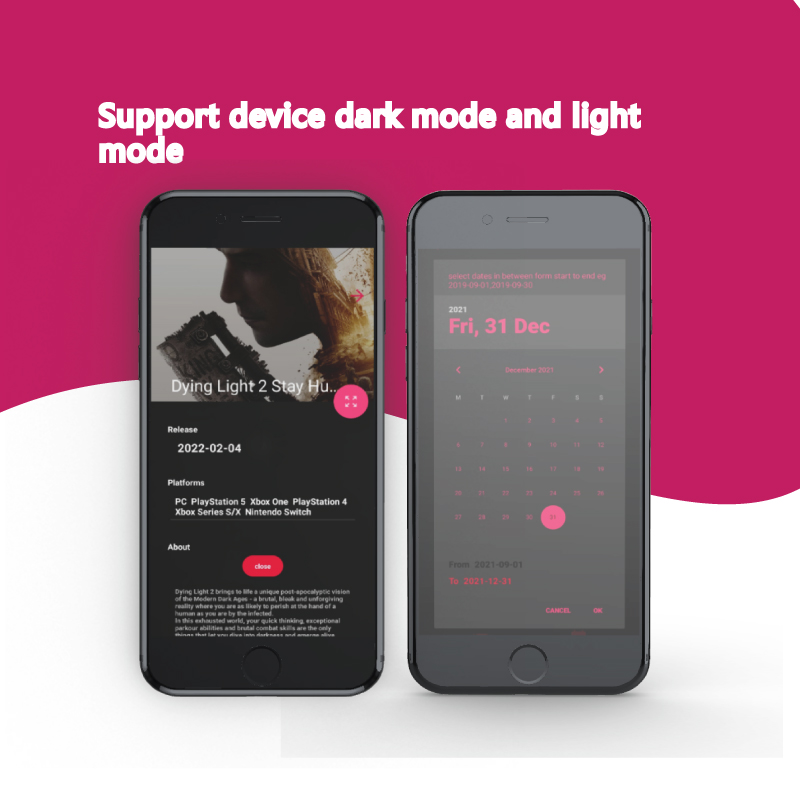 Support device dark mode and light
mode
Dying Light 2 Stay Hu...
Release
2022-02-04
Platforms
PC PlayStation 5 Xbox One PlayStation 4
Xbox Series S/X Nintendo Switch
About
close
Dying Light 2 brings to life a unique post-apocalyptic vision
of the Modern Dark Ages - a brutal, bleak and unforgiving
reality where you are as likely to perish at the hand of a
human as you are by the infected.
In this exhausted world, your quick thinking, exceptional
parkour abilities and brutal combat skills are the only
things that let you dive into darkness and emerge alive
select dates in between form start to end eg
2019-09-01,2019-09-30
2021
Fri, 31 Dec
December 2021
M T W T F S S
1 2 3 4 5
6 7 8 9 10 11 12
13 14 15 16 17 18 19
20 21 22 23 24 25 26
27 28 29 30 31
From 2021-09-01
To 2021-12-31
CANCEL OK